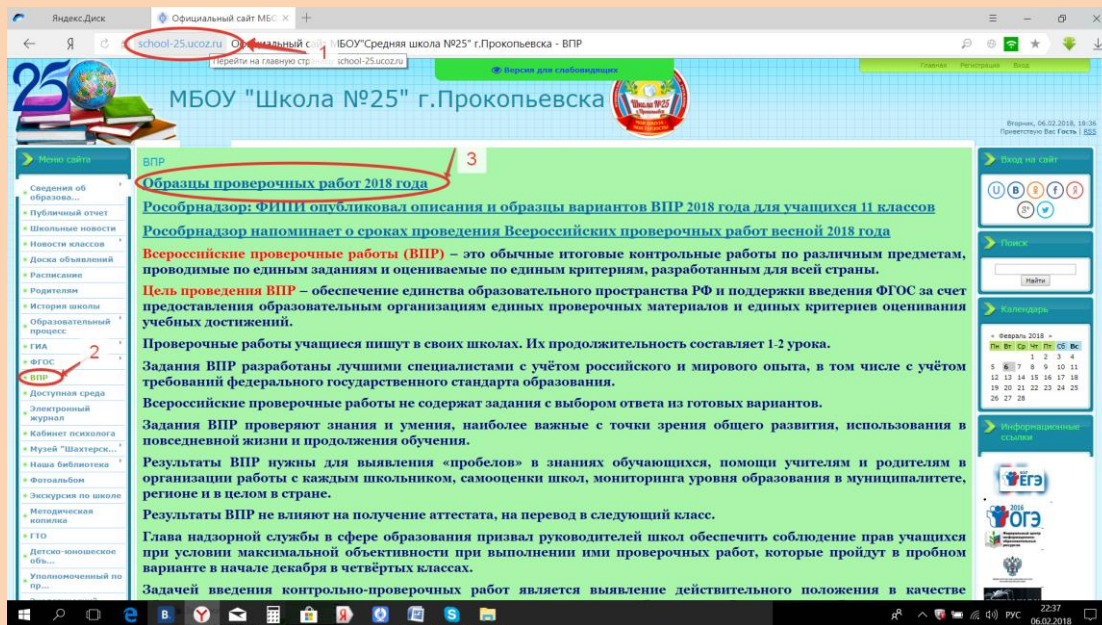 Яндекс.Диск
Официальный сайт МБО
school-25.ucoz.ru
МБОУ"Средняя школа №25" г.Прокопьевска - ВПР
1
school-25.ucoz.ru
Версия для слабовидящих
Главная Регистрация Вход
25
МБОУ "Школа №25" г.Прокопьевска
Школа №25
Вторник, 06.02.2018, 18:36
Приветствую Вас Гость | RSS
Меню сайта
Сведения об
образова...
Публичный отчет
Школьные новости
Новости классов
Доска объявлений
Расписание
Родителям
История школы
Образовательный
процесс
ГИА
2
ФГОС
ВПР
Доступная среда
Электронный
журнал
Кабинет психолога
Музей "Шахтерск...
Наша библиотека
Фотоальбом
Экскурсия по школе
Методическая
копилка
ГТО
Детско-юношеское
объ...
Уполномоченный по
пр...
ВПР
3
Образцы проверочных работ 2018 года
Рособрнадзор: ФИПИ опубликовал описания и образцы вариантов ВПР 2018 года для учащихся 11 классов
Рособрнадзор напоминает о сроках проведения Всероссийских проверочных работ весной 2018 года
Всероссийские проверочные работы (ВПР) – это обычные итоговые контрольные работы по различным предметам,
проводимые по единым заданиям и оцениваемые по единым критериям, разработанным для всей страны.
Цель проведения ВПР – обеспечение единства образовательного пространства РФ и поддержки введения ФГОС за счет
предоставления образовательным организациям единых проверочных материалов и единых критериев оценивания
учебных достижений.
Проверочные работы учащиеся пишут в своих школах. Их продолжительность составляет 1-2 урока.
Задания ВПР разработаны лучшими специалистами с учётом российского и мирового опыта, в том числе с учётом
требований федерального государственного стандарта образования.
Всероссийские проверочные работы не содержат задания с выбором ответа из готовых вариантов.
Задания ВПР проверяют знания и умения, наиболее важные с точки зрения общего развития, использования в
повседневной жизни и продолжения обучения.
Результаты ВПР нужны для выявления «пробелов» в знаниях обучающихся, помощи учителям и родителям в
организации работы с каждым школьником, самооценки школ, мониторинга уровня образования в муниципалитете,
регионе и в целом в стране.
Результаты ВПР не влияют на получение аттестата, на перевод в следующий класс.
Глава надзорной службы в сфере образования призвал руководителей школ обеспечить соблюдение прав учащихся
при условии максимальной объективности при выполнении ими проверочных работ, которые пройдут в пробном
варианте в начале декабря в четвёртых классах.
Задачей введения контрольно-проверочных работ является выявление действительного положения в качестве
Вход на сайт
Поиск
Найти
Календарь
« Февраль 2018 »
Пн Вт Ср Чт Пт Сб Вс
1 2 3 4
5 6 7 8 9 10 11
12 13 14 15 16 17 18
19 20 21 22 23 24 25
26 27 28
Информационные
ссылки
ЕГЭ
2016
ОГЭ
РУС
22:37
06.02.2018